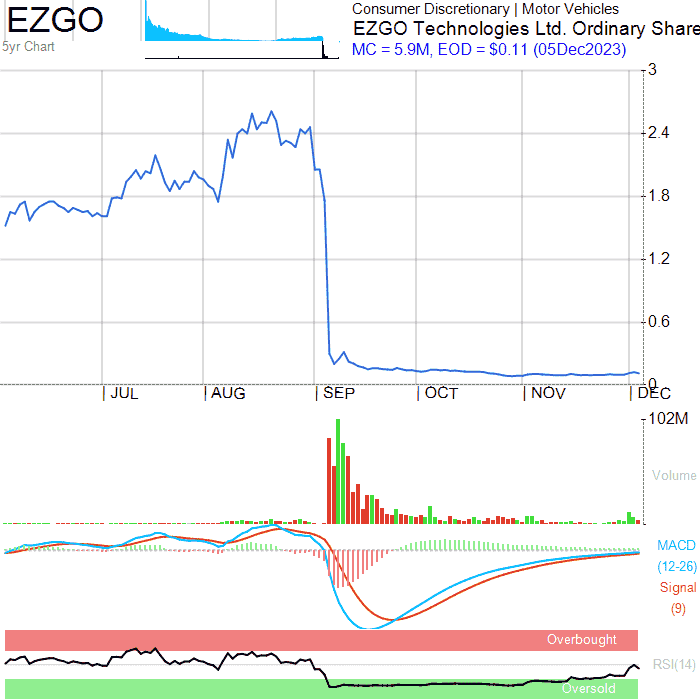 EZGO
5yr Chart
Consumer Discretionary | Motor Vehicles
EZGO Technologies Ltd. Ordinary Share
MC = 5.9M, EOD = $0.11 (05Dec2023)
3
2.4
1.8
1.2
0.6
0
| JUL | AUG | SEP | OCT | NOV | DEC
102M
Volume
MACD
(12-26)
Signal
(9)
Overbought
RSI(14)
Oversold